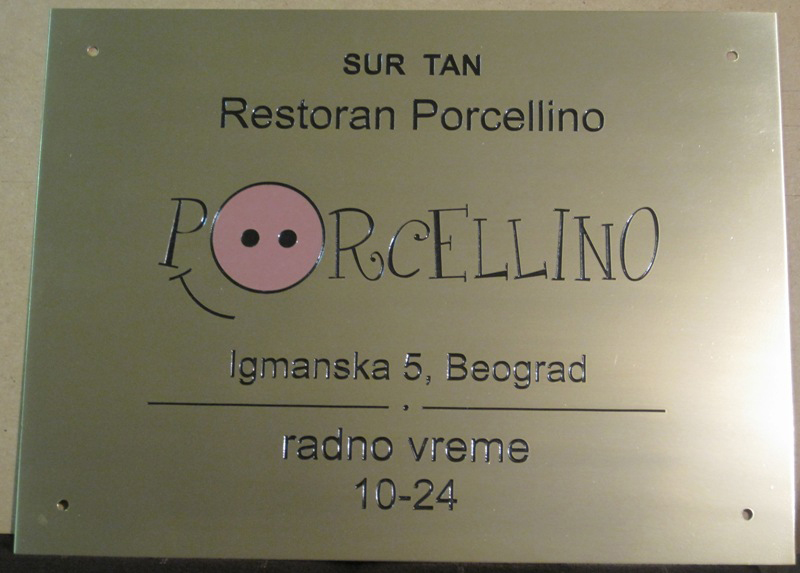 SUR TAN
Restoran Porcellino
PORCELLINO
Igmanska 5, Beograd
radno vreme
10-24